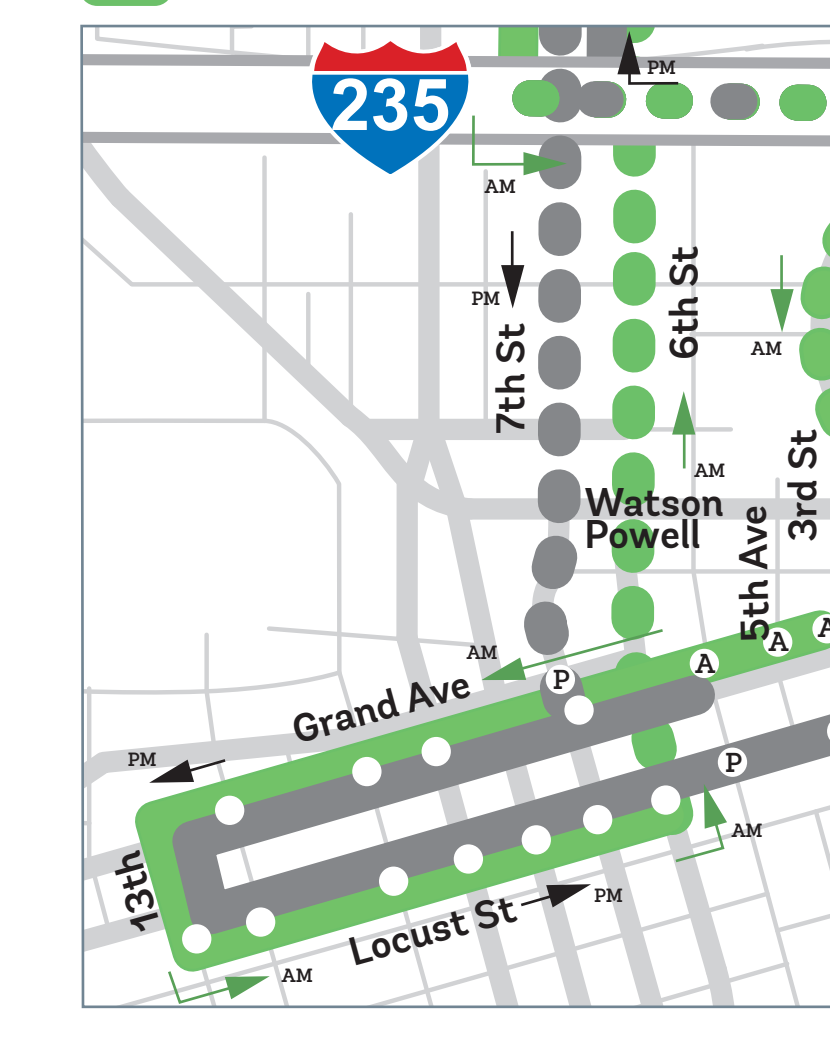 PM
235
AM
6th St
PM
7th St
AM
3rd St
AM
Watson
Powell
5th Ave
A
A
AM
A
P
Grand Ave
PM
P
AM
13th
PM
Locust St
AM